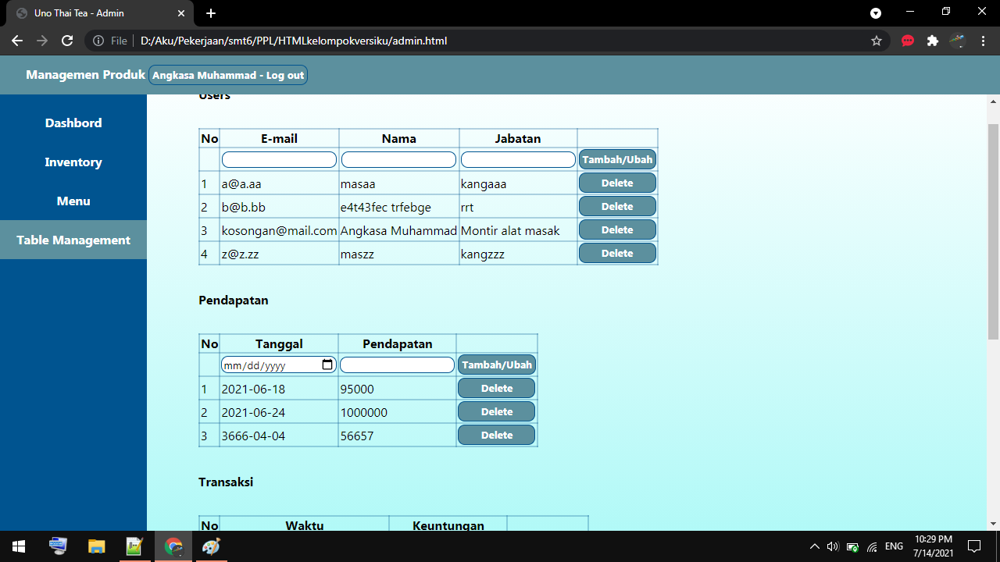 Uno Thai Tea - Admin
File
D:/Aku/Pekerjaan/smt6/PPL/HTMLkelompokversiku/admin.html
Managemen Produk Angkasa Muhammad - Log out
Dashbord
Inventory
Menu
Table Management
Users
No E-mail Nama Jabatan
Tambah/Ubah
1 a@a.aa masaa kangaaa Delete
2 b@b.bb e4t43fec trfebge rrt Delete
3 kosongan@mail.com Angkasa Muhammad Montir alat masak Delete
4 z@z.zz maszz kangzzz Delete
Pendapatan
No Tanggal Pendapatan
mm/dd/yyyy Tambah/Ubah
1 2021-06-18 95000 Delete
2 2021-06-24 1000000 Delete
3 3666-04-04 56657 Delete
Transaksi
No Waktu Keuntungan
ENG
10:29 PM
7/14/2021